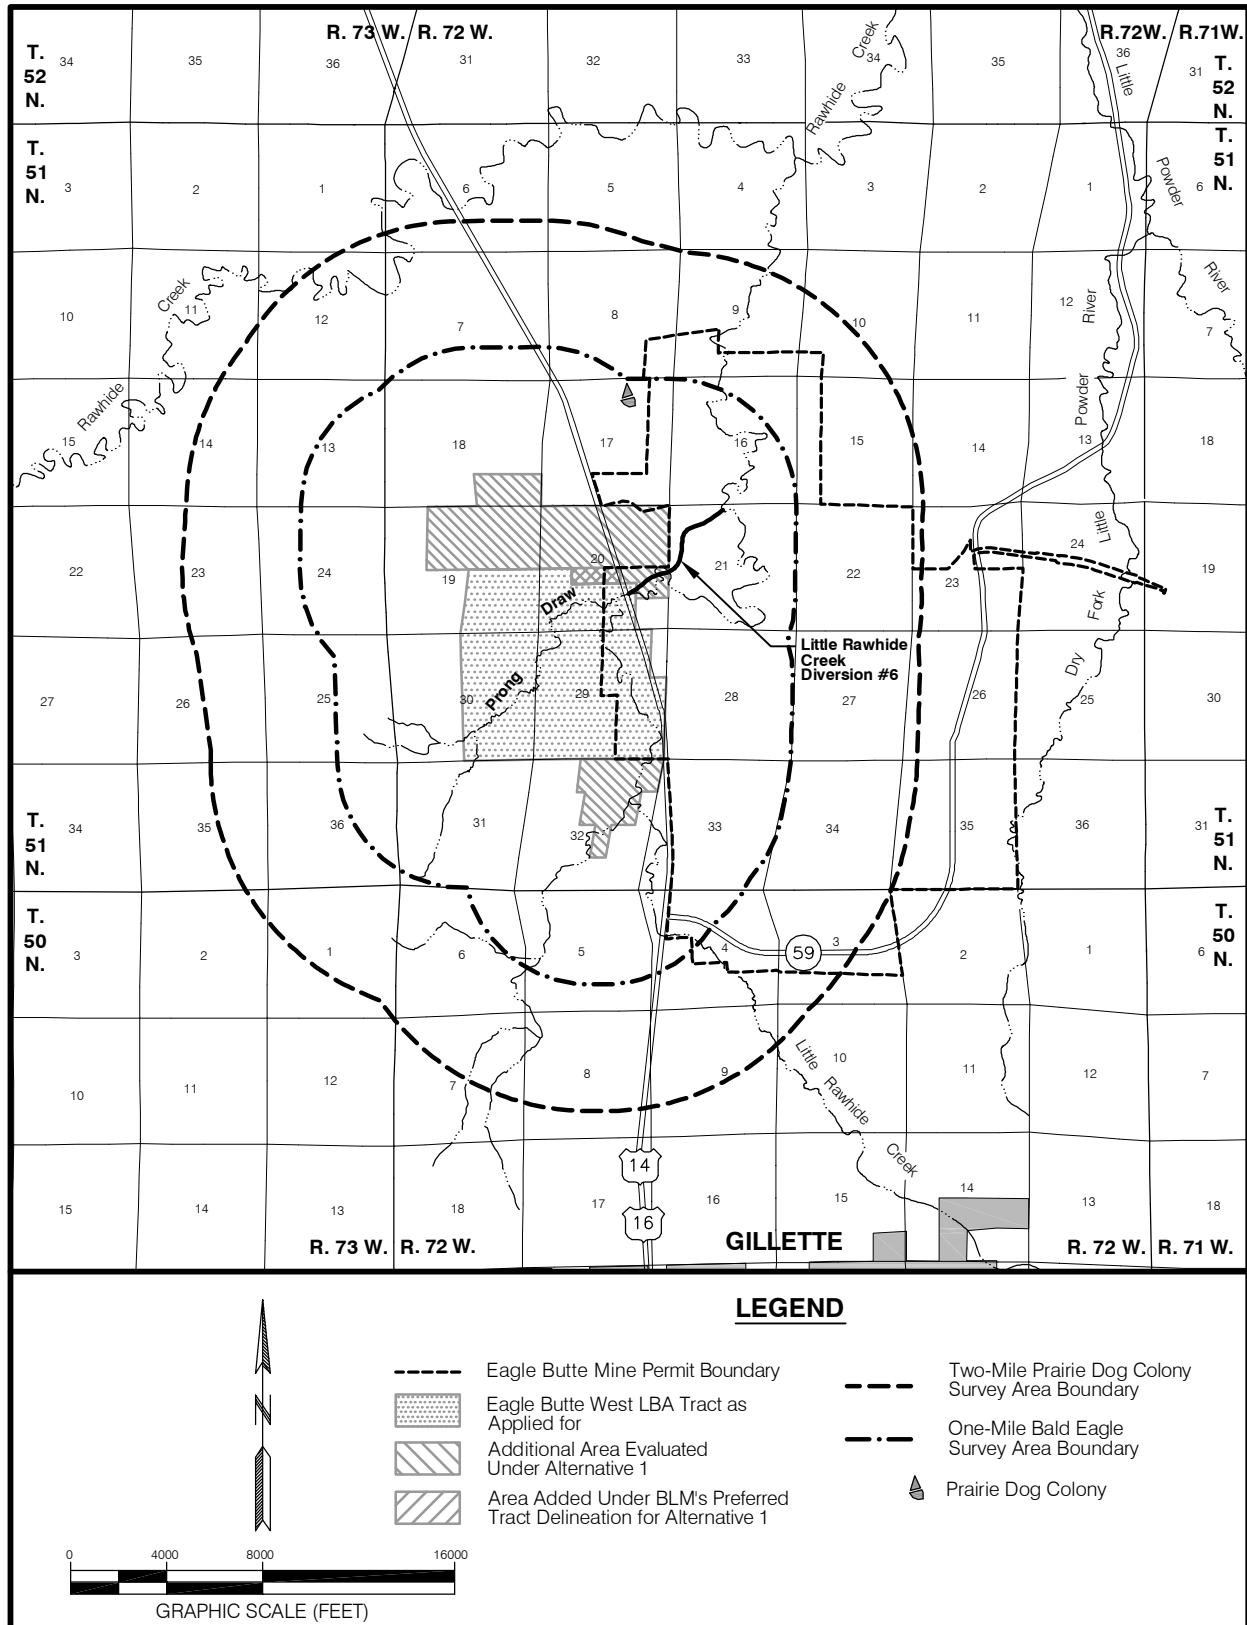 R. 73 W. R. 72 W. R.72W. R.71W.
T. 52 N.
34 35 36 31 32 33 34 35 36 31
T. 52 N.
Rawhide Creek
Little Powder River
T. 51 N.
3 2 1 6 5 4 3 2 1 6
T. 51 N.
Rawhide Creek
10 11 12 7 8 9 10 11 12 7
Little Powder River
15 14 13 18 17 16 15 14 13 18
22 23 24 19 20 21 22 23 24 19
Prong Draw
Little Rawhide
Creek
Diversion #6
Dry Fork
27 26 25 30 29 28 27 26 25 30
T. 51 N.
34 35 36 31 32 33 34 35 36 31
T. 51 N.
T. 50 N.
3 2 1 6 5 4 3 2 1 6
T. 50 N.
59
10 11 12 7 8 9 10 11 12 7
Little Rawhide Creek
14
16
15 14 13 18 17 16 15 14 13 18
R. 73 W. R. 72 W. GILLETTE R. 72 W. R. 71 W.
LEGEND
N
Eagle Butte Mine Permit Boundary
Eagle Butte West LBA Tract as
Applied for
Additional Area Evaluated
Under Alternative 1
Area Added Under BLM's Preferred
Tract Delineation for Alternative 1
Two-Mile Prairie Dog Colony
Survey Area Boundary
One-Mile Bald Eagle
Survey Area Boundary
Prairie Dog Colony
0 4000 8000 16000
GRAPHIC SCALE (FEET)